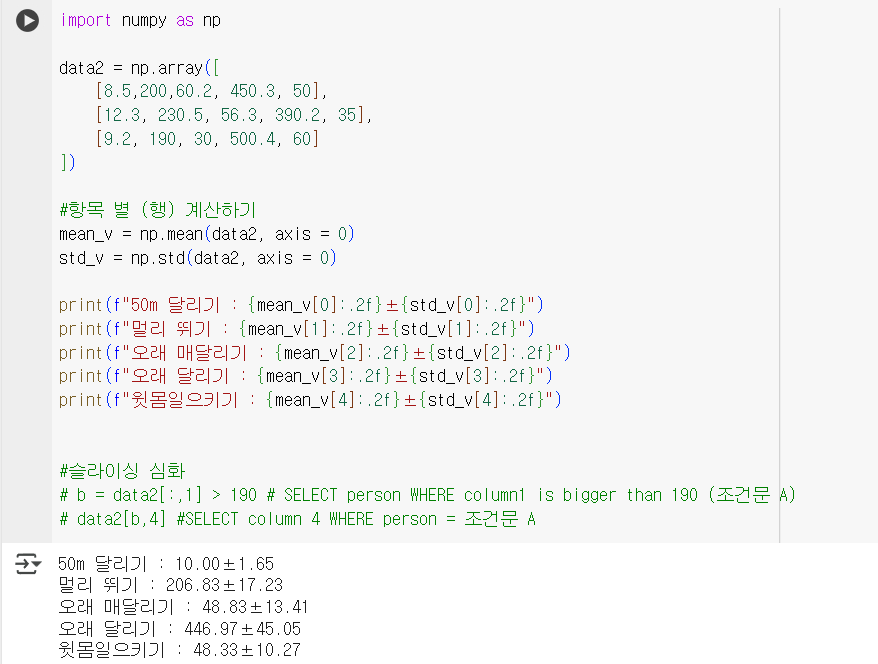 import numpy as np
data2 = np.array([
[8.5,200,60.2, 450.3, 50],
[12.3, 230.5, 56.3, 390.2, 35],
[9.2, 190, 30, 500.4, 60]
])
#항목 별 (행) 계산하기
mean_v = np.mean(data2, axis = 0)
std_v = np.std(data2, axis = 0)
print(f"50m 달리기 : {mean_v[0]:.2f}±{std_v[0]:.2f}")
print(f"멀리 뛰기 : {mean_v[1]:.2f}±{std_v[1]:.2f}")
print(f"오래 매달리기 : {mean_v[2]:.2f}±{std_v[2]:.2f}")
print(f"오래 달리기 : {mean_v[3]:.2f}±{std_v[3]:.2f}")
print(f"윗몸일으키기 : {mean_v[4]:.2f}±{std_v[4]:.2f}")
#슬라이싱 심화
# b = data2[:,1] > 190 # SELECT person WHERE column1 is bigger than 190 (조건문 A)
# data2[b,4] #SELECT column 4 WHERE person = 조건문 A
50m 달리기 : 10.00±1.65
멀리 뛰기 : 206.83±17.23
오래 매달리기 : 48.83±13.41
오래 달리기 : 446.97±45.05
윗몸일으키기 : 48.33±10.27